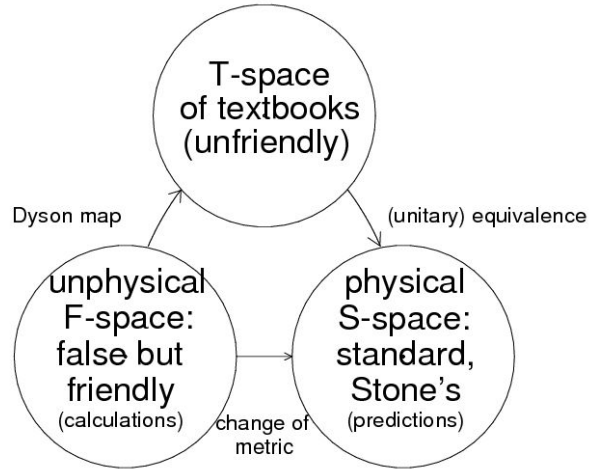 T-space
of textbooks
(unfriendly)
Dyson map
(unitary) equivalence
unphysical
F-space:
false but
friendly
(calculations)
physical
S-space:
standard,
Stone's
(predictions)
change of
metric